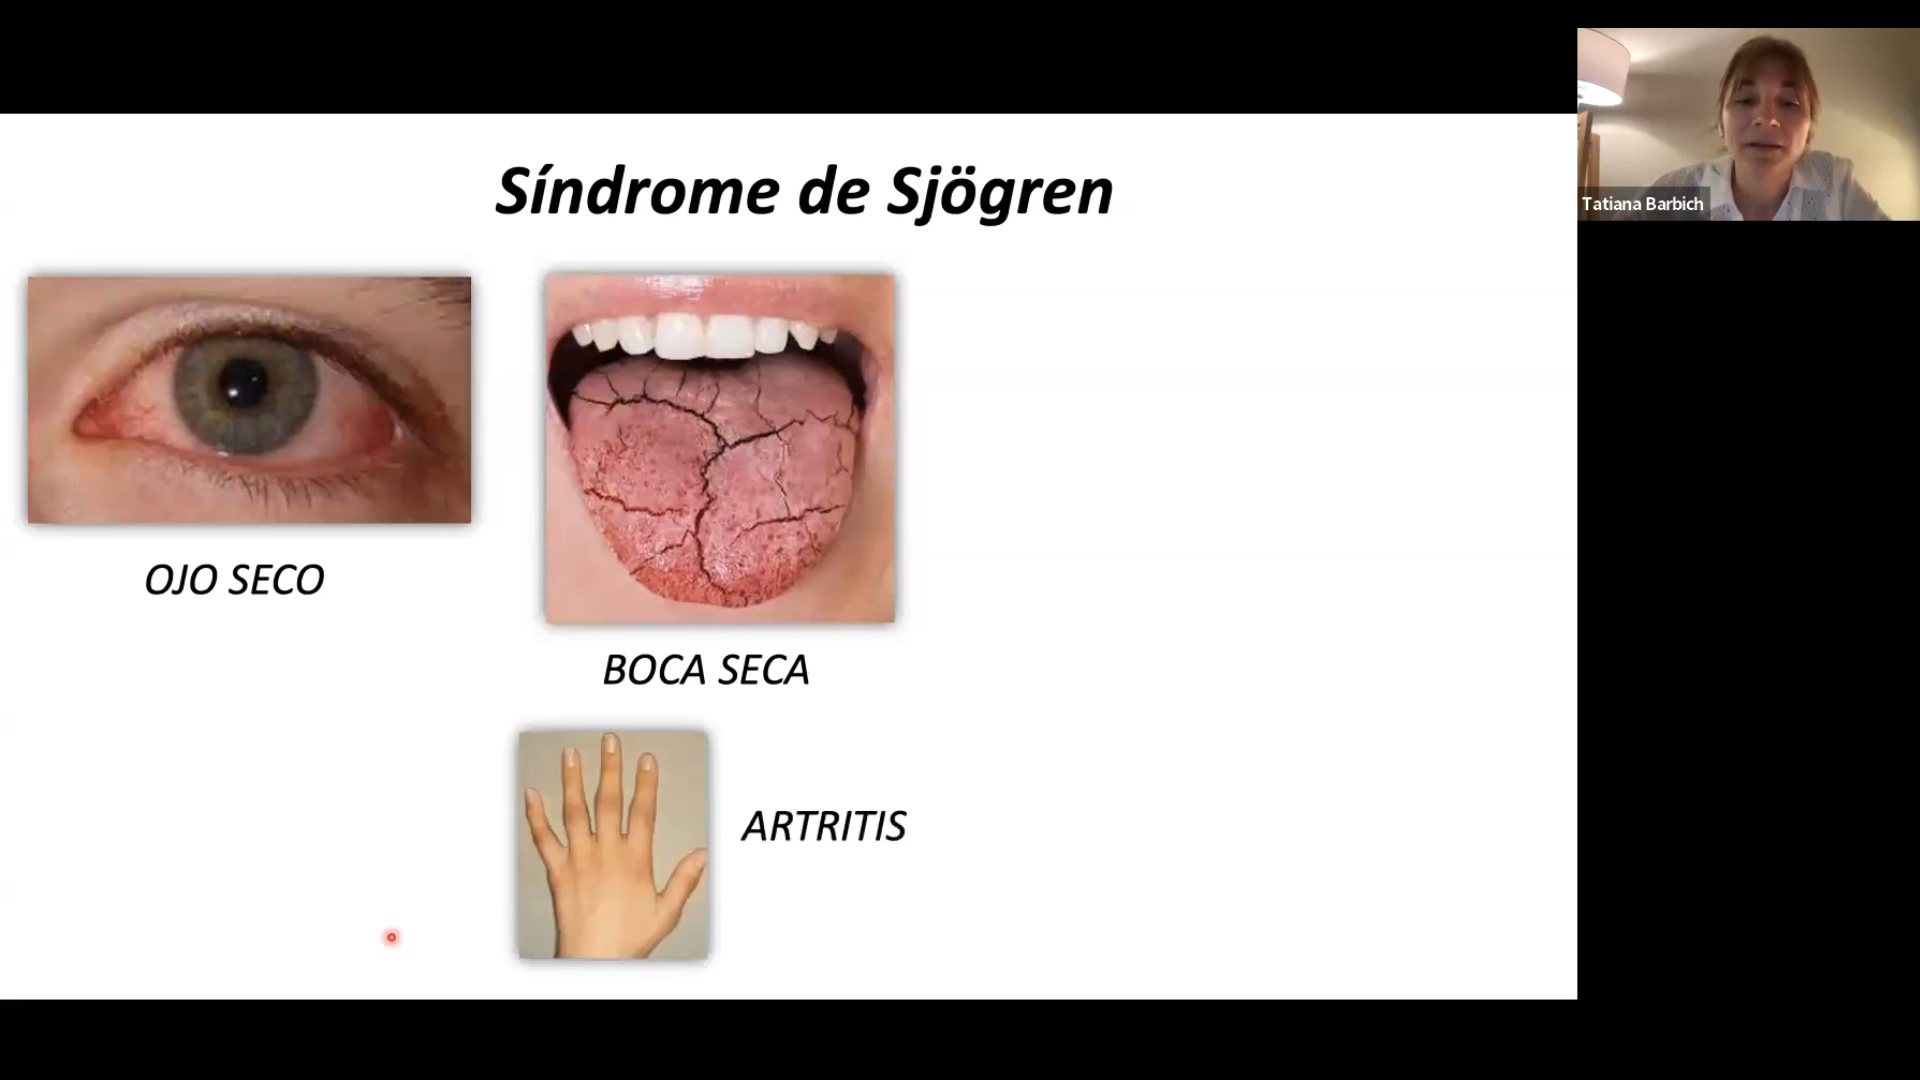 Síndrome de Sjögren
Tatiana Barbich
OJO SECO
BOCA SECA
ARTRITIS